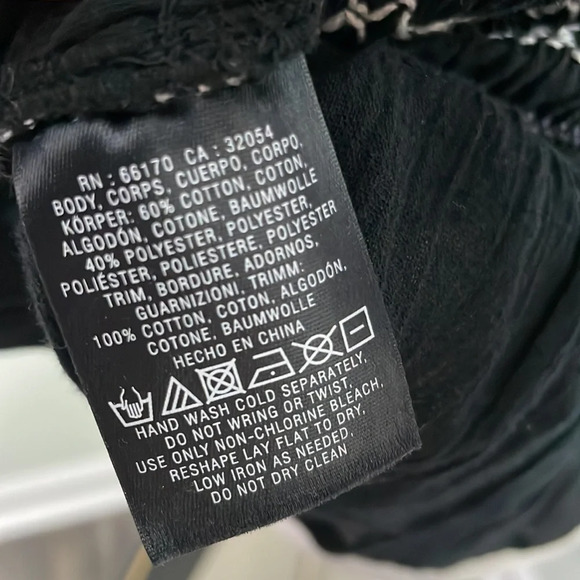 RN : 66170 CA : 32054
BODY, CORPS, CUERPO, CORPO,
KÖRPER: 60% COTTON, COTON,
ALGODÓN, COTONE, BAUMWOLLE
40% POLYESTER, POLYESTER,
POLIÉSTER, POLIESTERE, POLYESTER
TRIM, BORDURE, ADORNOS,
GUARNIZIONI, TRIMM:
100% COTTON, COTON, ALGODÓN,
COTONE, BAUMWOLLE
HECHO EN CHINA
HAND WASH COLD SEPARATELY,
DO NOT WRING OR TWIST,
USE ONLY NON-CHLORINE BLEACH,
RESHAPE LAY FLAT TO DRY,
LOW IRON AS NEEDED,
DO NOT DRY CLEAN